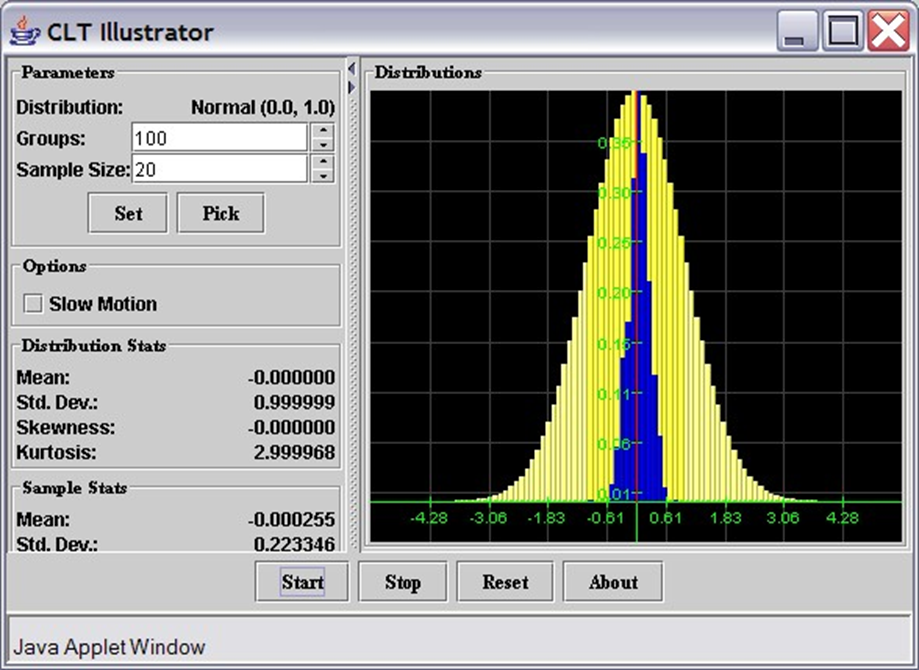 CLT Illustrator
Parameters
Distribution: Normal (0.0, 1.0)
Groups: 100
Sample Size: 20
Set Pick
Options
Slow Motion
Distribution Stats
Mean: -0.000000
Std. Dev.: 0.999999
Skewness: -0.000000
Kurtosis: 2.999968
Sample Stats
Mean: -0.000255
Std. Dev.: 0.223346
Distributions
0.35
0.30
0.25
0.20
0.15
0.11
0.06
0.01
-4.28 -3.06 -1.83 -0.61 0.61 1.83 3.06 4.28
Start Stop Reset About
Java Applet Window